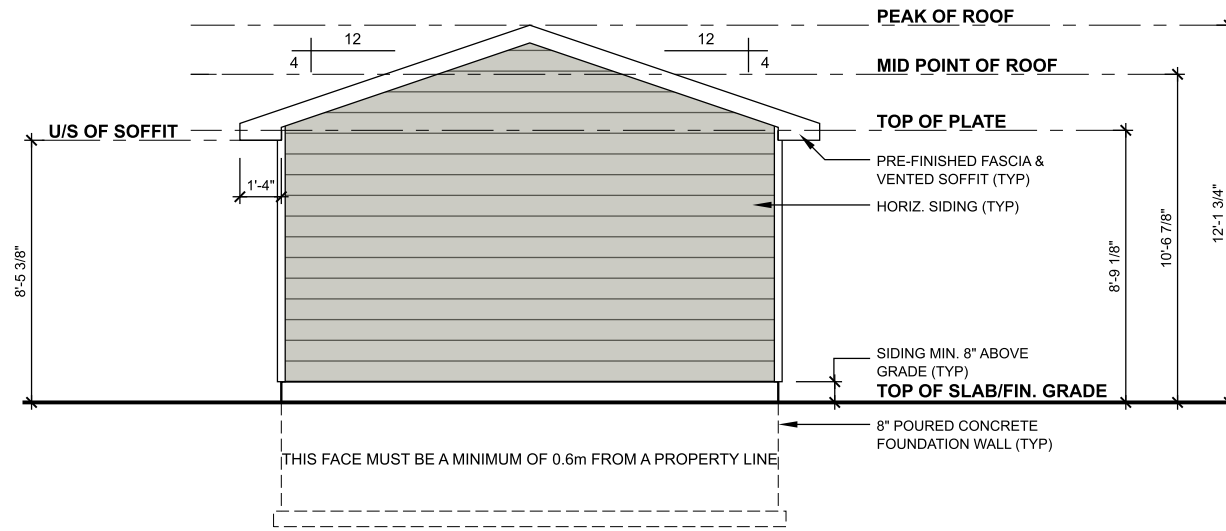 PEAK OF ROOF
12
12
4
4
MID POINT OF ROOF
U/S OF SOFFIT
TOP OF PLATE
PRE-FINISHED FASCIA &
VENTED SOFFIT (TYP)
1'-4"
HORIZ. SIDING (TYP)
8'-5 3/8"
8'-9 1/8"
10'-6 7/8"
12'-1 3/4"
SIDING MIN. 8" ABOVE
GRADE (TYP)
TOP OF SLAB/FIN. GRADE
8" POURED CONCRETE
FOUNDATION WALL (TYP)
THIS FACE MUST BE A MINIMUM OF 0.6m FROM A PROPERTY LINE